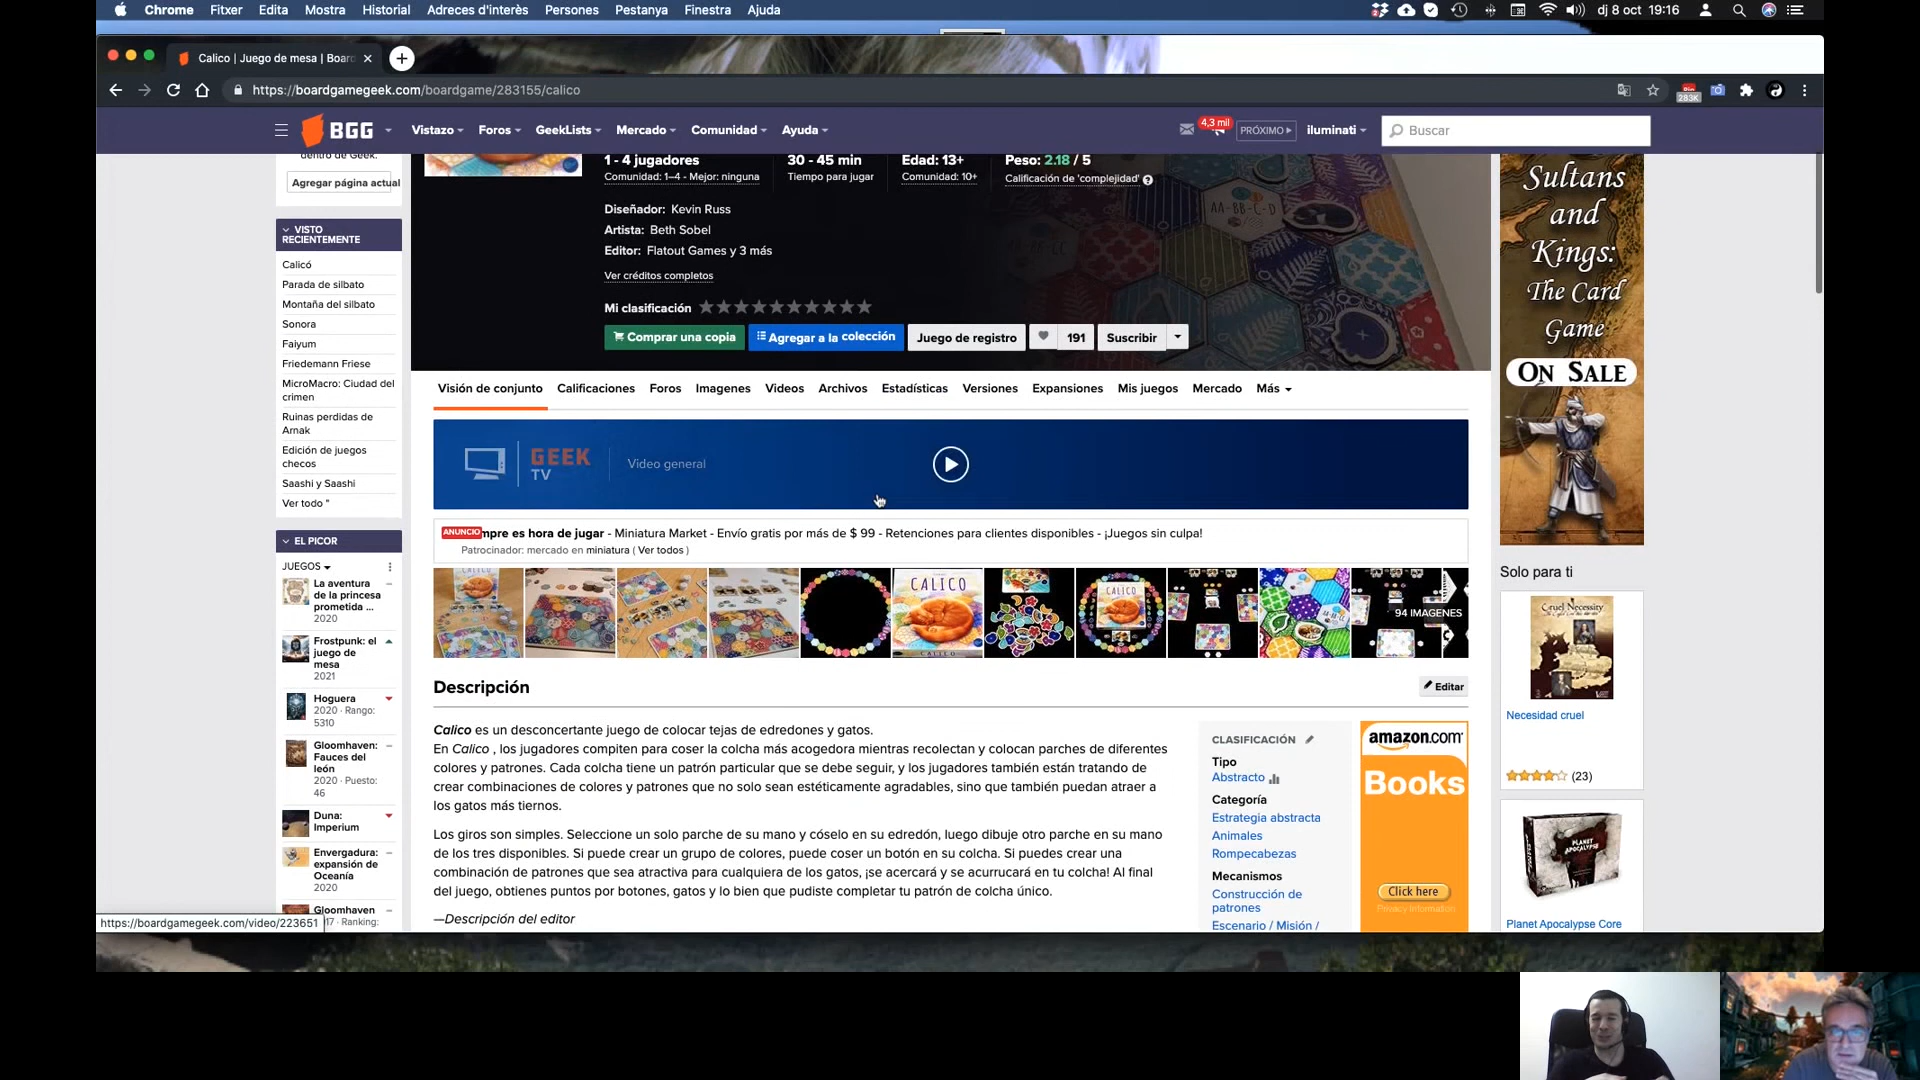 Chrome Fitxer Edita Mostra Historial Adreces d'interès Persones Pestanya Finestra Ajuda
dj 8 oct 19:16
Calico | Juego de mesa | Board
https://boardgamegeek.com/boardgame/283155/calico
283K
BGG Vistazo Foros GeekLists Mercado Comunidad Ayuda
4,3 mil
PRÓXIMO
iluminati
Buscar
dentro de Geek.
Agregar página actual
VISTO
RECIENTEMENTE
Calicó
Parada de silbato
Montaña del silbato
Sonora
Faiyum
Friedemann Friese
MicroMacro: Ciudad del
crimen
Ruinas perdidas de
Arnak
Edición de juegos
checos
Saashi y Saashi
Ver todo "
EL PICOR
JUEGOS
La aventura
de la princesa
prometida ...
2020
Frostpunk: el
juego de
mesa
2021
Hoguera
2020 · Rango:
5310
Gloomhaven:
Fauces del
león
2020 · Puesto:
46
Duna:
Imperium
Envergadura:
expansión de
Oceanía
2020
Gloomhaven
17 · Ranking:
https://boardgamegeek.com/video/223651
1 - 4 jugadores
Comunidad: 1–4 - Mejor: ninguna
30 - 45 min
Tiempo para jugar
Edad: 13+
Comunidad: 10+
Peso: 2.18 / 5
Calificación de 'complejidad'
Diseñador: Kevin Russ
Artista: Beth Sobel
Editor: Flatout Games y 3 más
Ver créditos completos
Mi clasificación
Comprar una copia
Agregar a la colección
Juego de registro
191
Suscribir
AA-BB-C-D
Visión de conjunto Calificaciones Foros Imagenes Videos Archivos Estadísticas Versiones Expansiones Mis juegos Mercado Más
GEEK
TV
Video general
ANUNCIO
mpre es hora de jugar - Miniatura Market - Envío gratis por más de $ 99 - Retenciones para clientes disponibles - ¡Juegos sin culpa!
Patrocinador: mercado en miniatura ( Ver todos )
CALICO
CALICO
CALICO
94 IMAGENES
Descripción
Editar
Calico es un desconcertante juego de colocar tejas de edredones y gatos.
En Calico , los jugadores compiten para coser la colcha más acogedora mientras recolectan y colocan parches de diferentes
colores y patrones. Cada colcha tiene un patrón particular que se debe seguir, y los jugadores también están tratando de
crear combinaciones de colores y patrones que no solo sean estéticamente agradables, sino que también puedan atraer a
los gatos más tiernos.
Los giros son simples. Seleccione un solo parche de su mano y cóselo en su edredón, luego dibuje otro parche en su mano
de los tres disponibles. Si puede crear un grupo de colores, puede coser un botón en su colcha. Si puedes crear una
combinación de patrones que sea atractiva para cualquiera de los gatos, ¡se acercará y se acurrucará en tu colcha! Al final
del juego, obtienes puntos por botones, gatos y lo bien que pudiste completar tu patrón de colcha único.
—Descripción del editor
CLASIFICACIÓN
Tipo
Abstracto
Categoría
Estrategia abstracta
Animales
Rompecabezas
Mecanismos
Construcción de
patrones
Escenario / Misión /
amazon.com
Books
Click here
Privacy Information
Sultans
and
Kings:
The Card
Game
ON SALE
Solo para ti
Cruel Necessity
Necesidad cruel
(23)
PLANET
APOCALYPSE
Planet Apocalypse Core